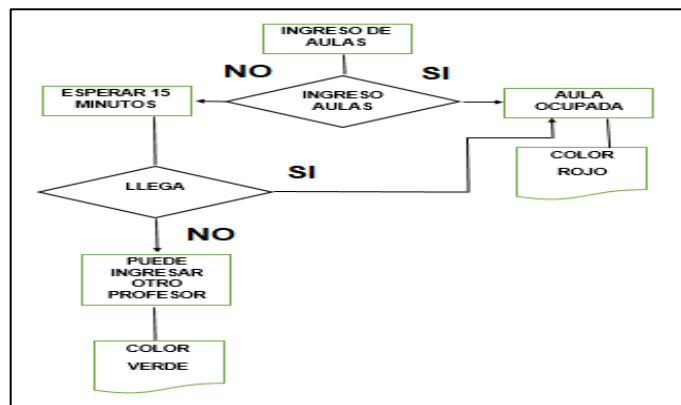 INGRESO DE
AULAS
NO
SI
ESPERAR 15
MINUTOS
INGRESO
AULAS
AULA
OCUPADA
COLOR
ROJO
LLEGA
SI
NO
PUEDE
INGRESAR
OTRO
PROFESOR
COLOR
VERDE